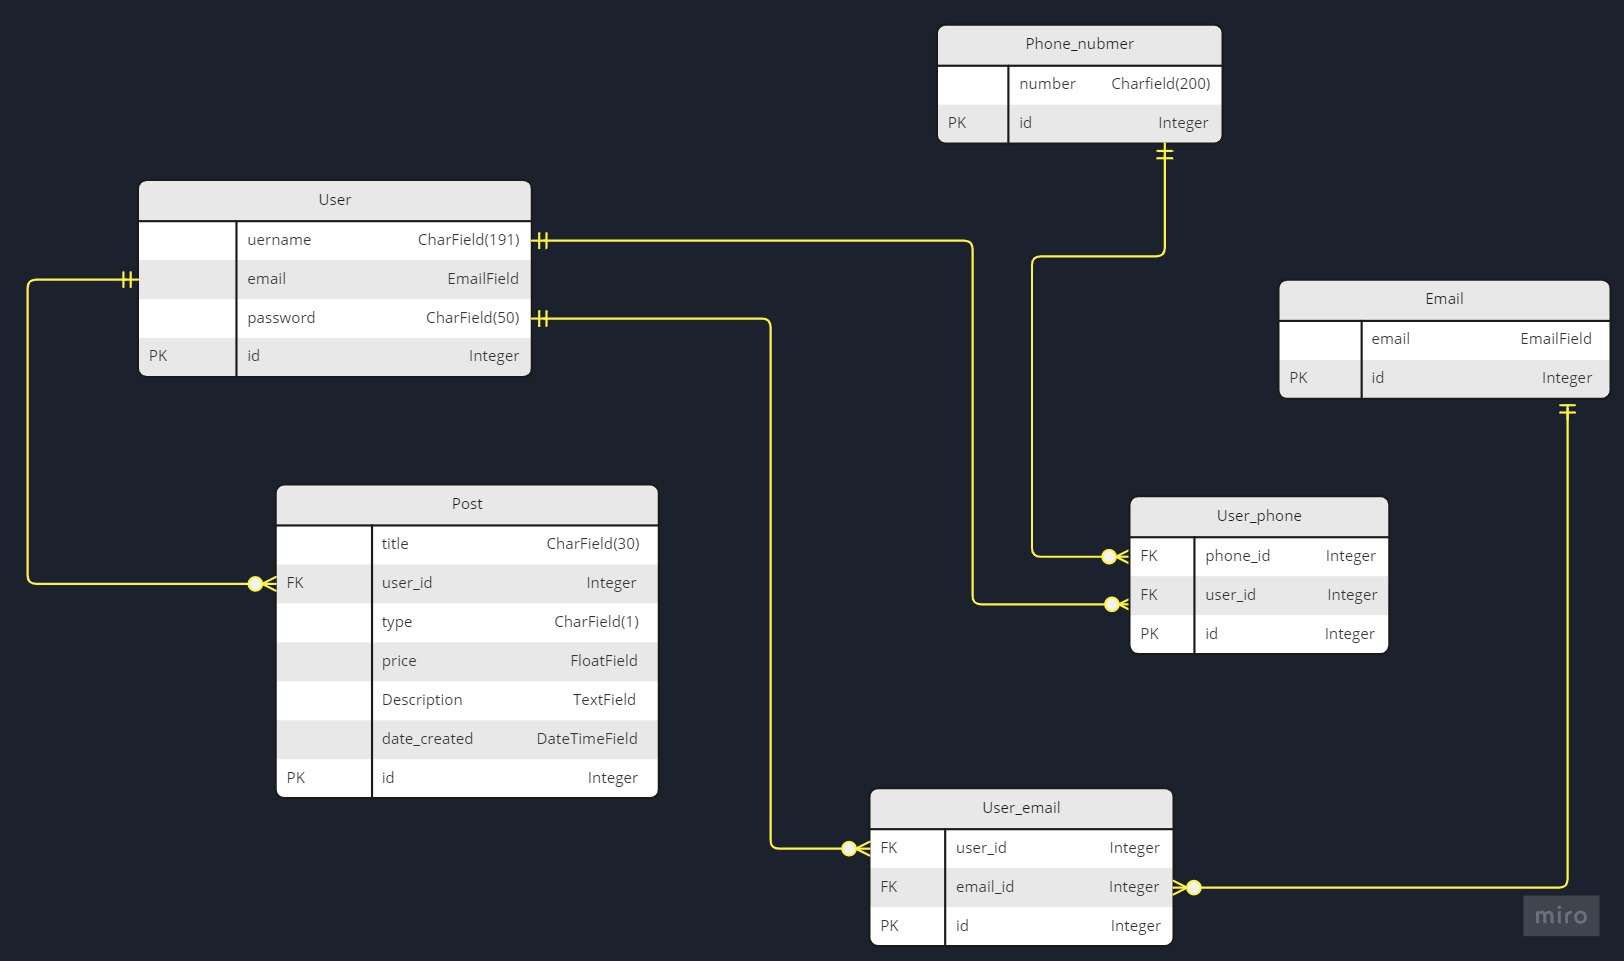 Phone_nubmer
number Charfield(200)
PK id Integer
User
uername CharField(191)
email EmailField
password CharField(50)
PK id Integer
Email
email EmailField
PK id Integer
Post
title CharField(30)
FK user_id Integer
type CharField(1)
price FloatField
Description TextField
date_created DateTimeField
PK id Integer
User_phone
FK phone_id Integer
FK user_id Integer
PK id Integer
User_email
FK user_id Integer
FK email_id Integer
PK id Integer
miro